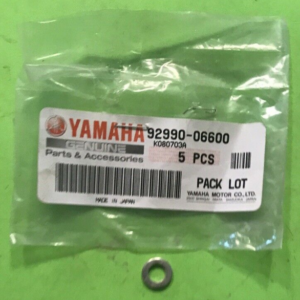 YAMAHA 92990-06600
GENUINE K080703A
Parts & Accessories 5 PCS
PACK LOT
MADE IN JAPAN YAMAHA MOTOR CO.,LTD.